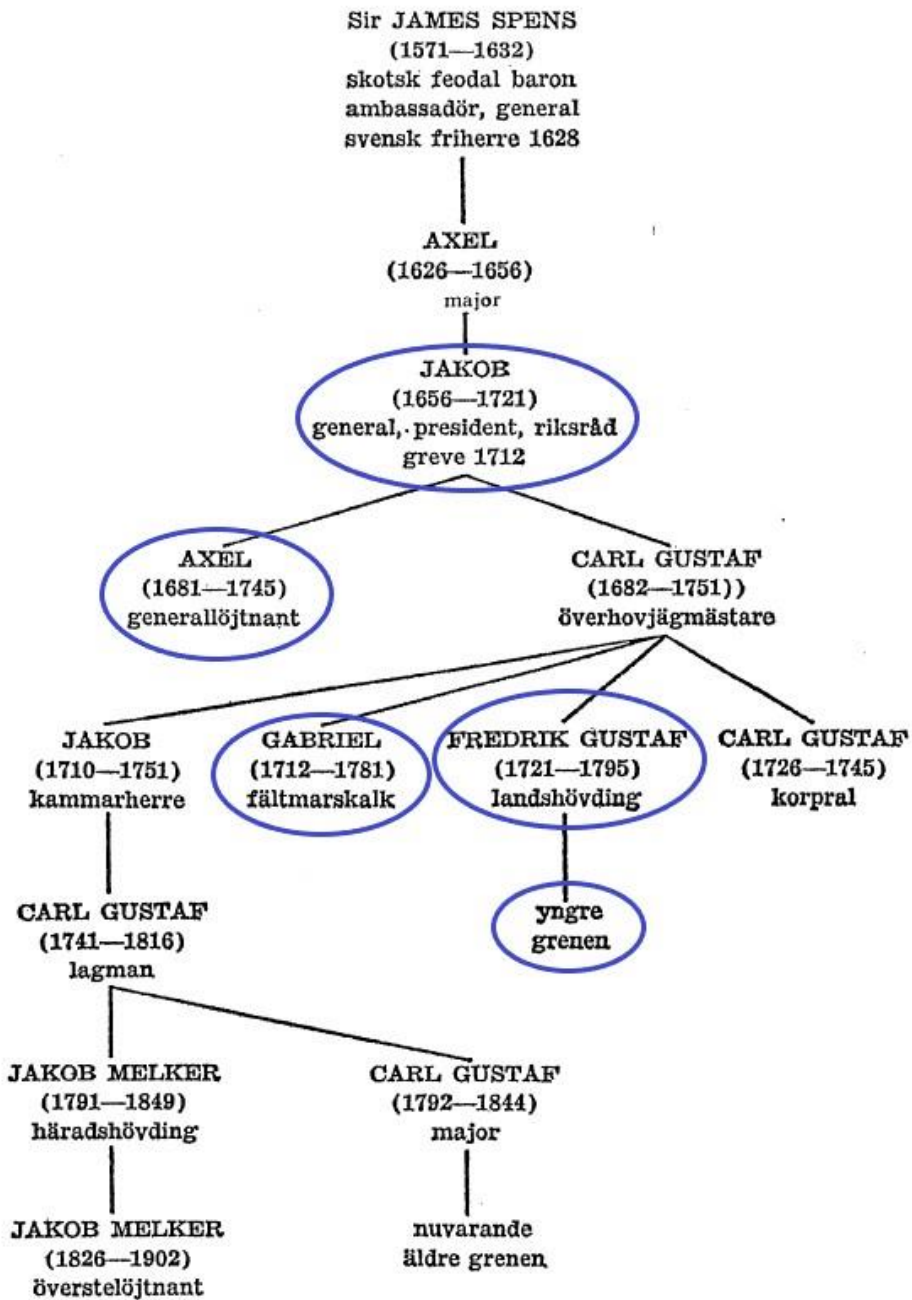 Sir JAMES SPENS
(1571—1632)
skotsk feodal baron
ambassadör, general
svensk friherre 1628
AXEL
(1626—1656)
major
JAKOB
(1656—1721)
general,. president, riksråd
greve 1712
AXEL
(1681—1745)
generallöjtnant
CARL GUSTAF
(1682—1751))
överhovjägmästare
JAKOB
(1710—1751)
kammarherre
GABRIEL
(1712—1781)
fältmarskalk
FREDRIK GUSTAF
(1721—1795)
landshövding
CARL GUSTAF
(1726—1745)
korpral
CARL GUSTAF
(1741—1816)
lagman
yngre
grenen
JAKOB MELKER
(1791—1849)
häradshövding
CARL GUSTAF
(1792—1844)
major
JAKOB MELKER
(1826—1902)
överstelöjtnant
nuvarande
äldre grenen